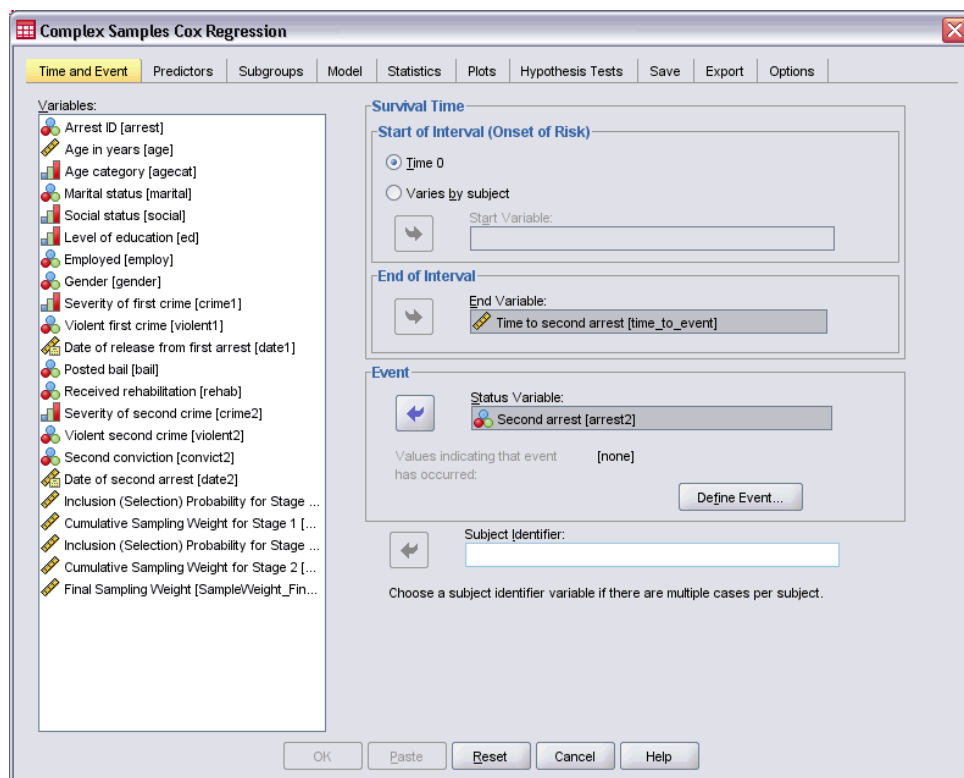 Complex Samples Cox Regression
Time and Event Predictors Subgroups Model Statistics Plots Hypothesis Tests Save Export Options
Variables:
Arrest ID [arrest]
Age in years [age]
Age category [agecat]
Marital status [marital]
Social status [social]
Level of education [ed]
Employed [employ]
Gender [gender]
Severity of first crime [crime1]
Violent first crime [violent1]
Date of release from first arrest [date1]
Posted bail [bail]
Received rehabilitation [rehab]
Severity of second crime [crime2]
Violent second crime [violent2]
Second conviction [convict2]
Date of second arrest [date2]
Inclusion (Selection) Probability for Stage ...
Cumulative Sampling Weight for Stage 1 [...
Inclusion (Selection) Probability for Stage ...
Cumulative Sampling Weight for Stage 2 [...
Final Sampling Weight [SampleWeight_Fin...
Survival Time
Start of Interval (Onset of Risk)
Time 0
Varies by subject
Start Variable:
End of Interval
End Variable:
Time to second arrest [time_to_event]
Event
Status Variable:
Second arrest [arrest2]
Values indicating that event [none]
has occurred:
Define Event...
Subject Identifier:
Choose a subject identifier variable if there are multiple cases per subject.
OK Paste Reset Cancel Help